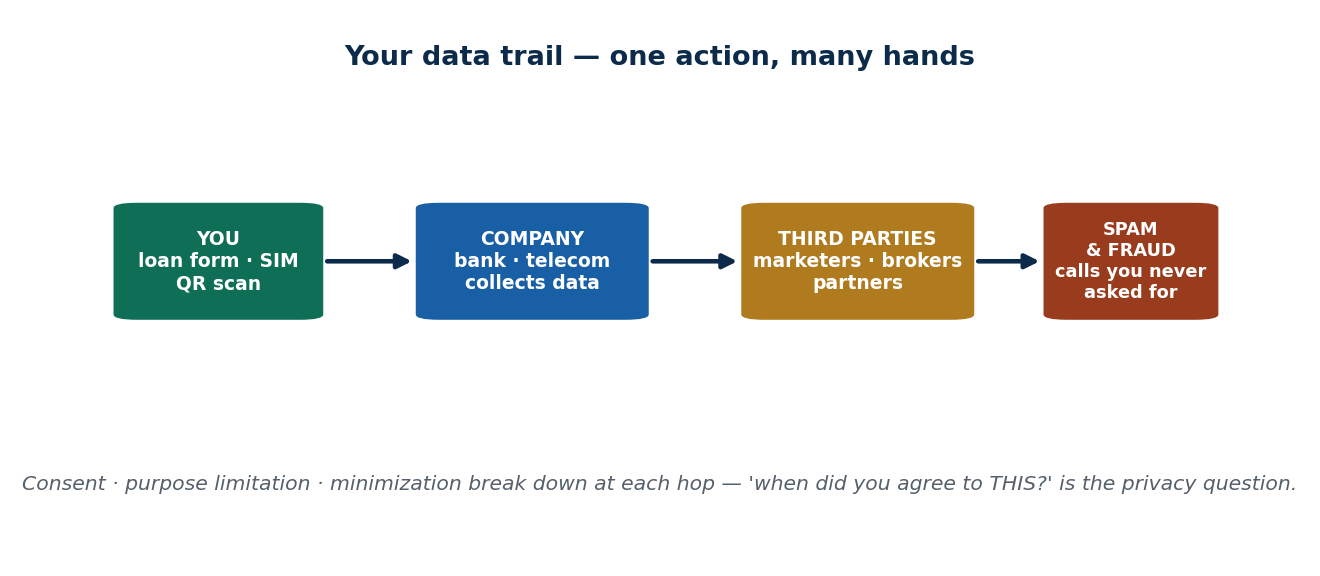 Your data trail — one action, many hands
YOU
loan form · SIM
QR scan
COMPANY
bank · telecom
collects data
THIRD PARTIES
marketers · brokers
partners
SPAM
& FRAUD
calls you never
asked for
Consent · purpose limitation · minimization break down at each hop — 'when did you agree to THIS?' is the privacy question.